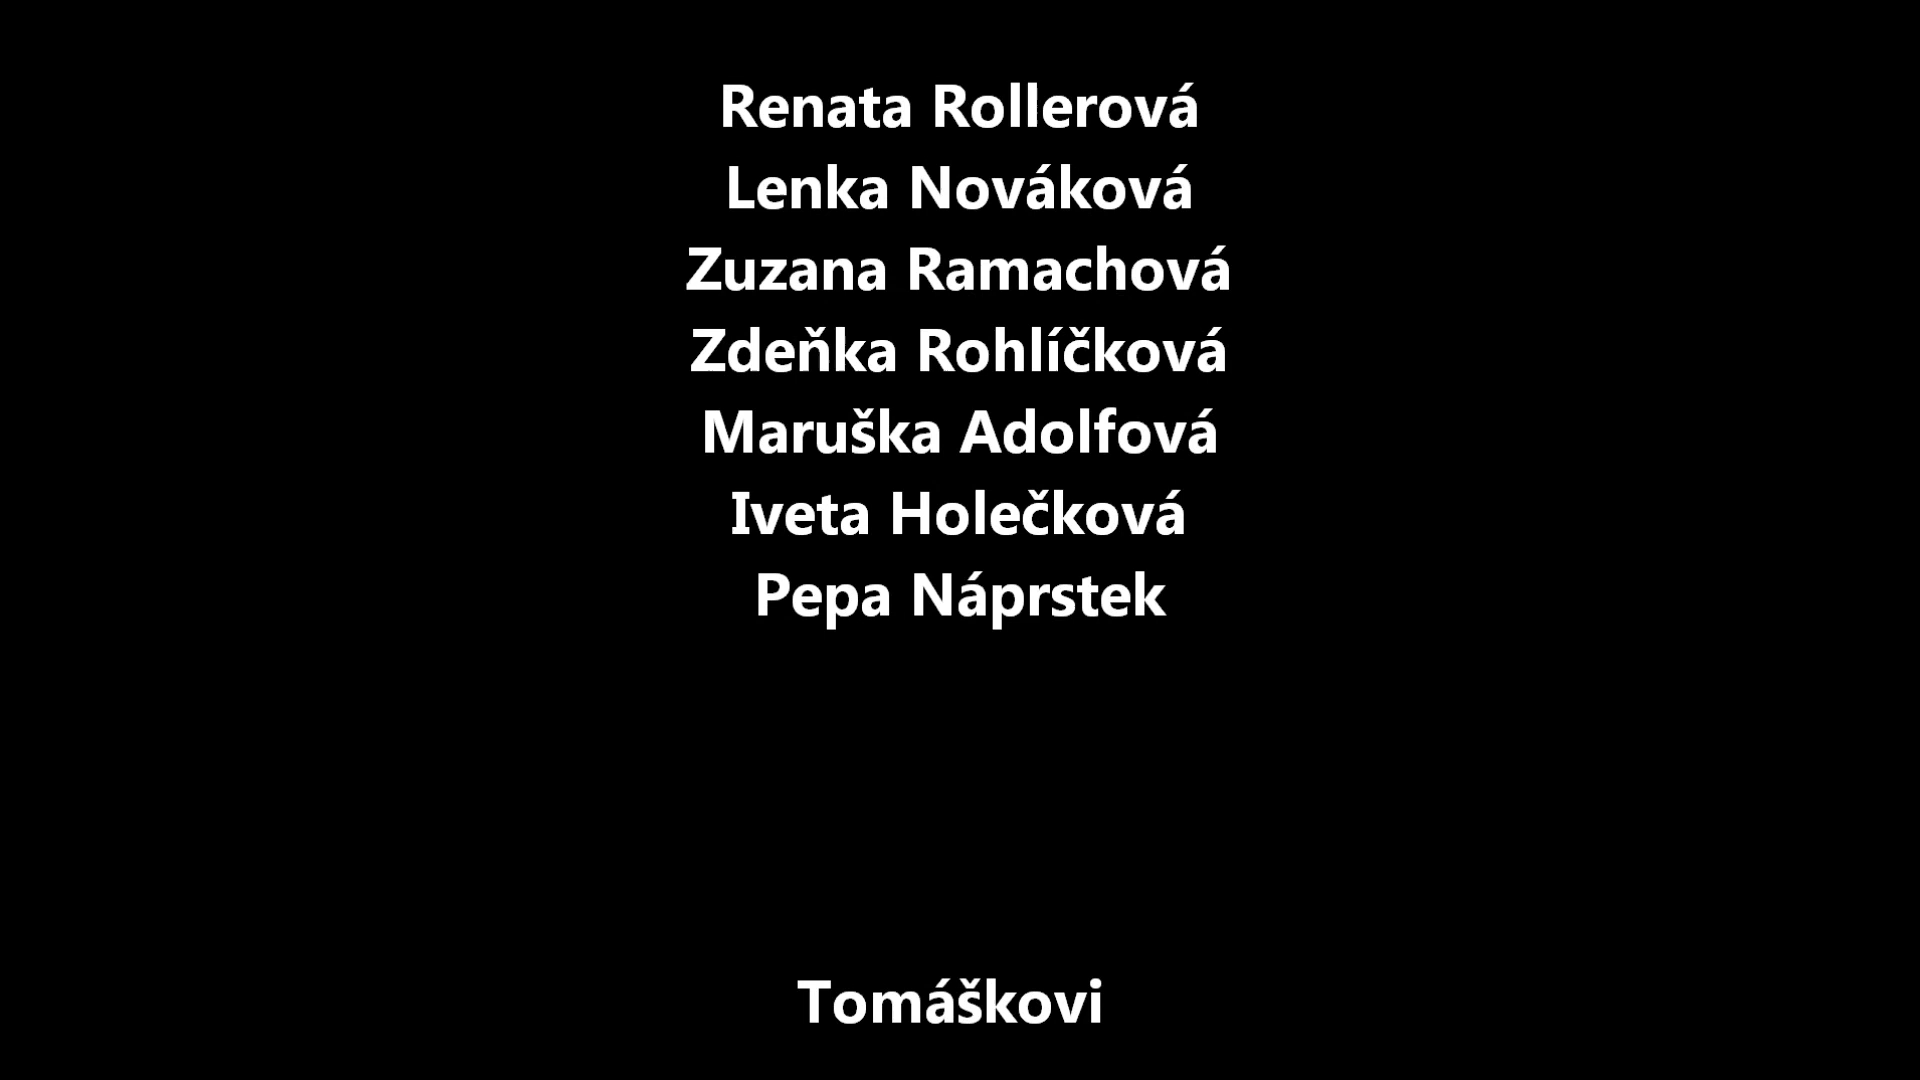 Renata Rollerová
Lenka Nováková
Zuzana Ramachová
Zdeňka Rohlíčková
Maruška Adolfová
Iveta Holečková
Pepa Náprstek
Tomáškovi